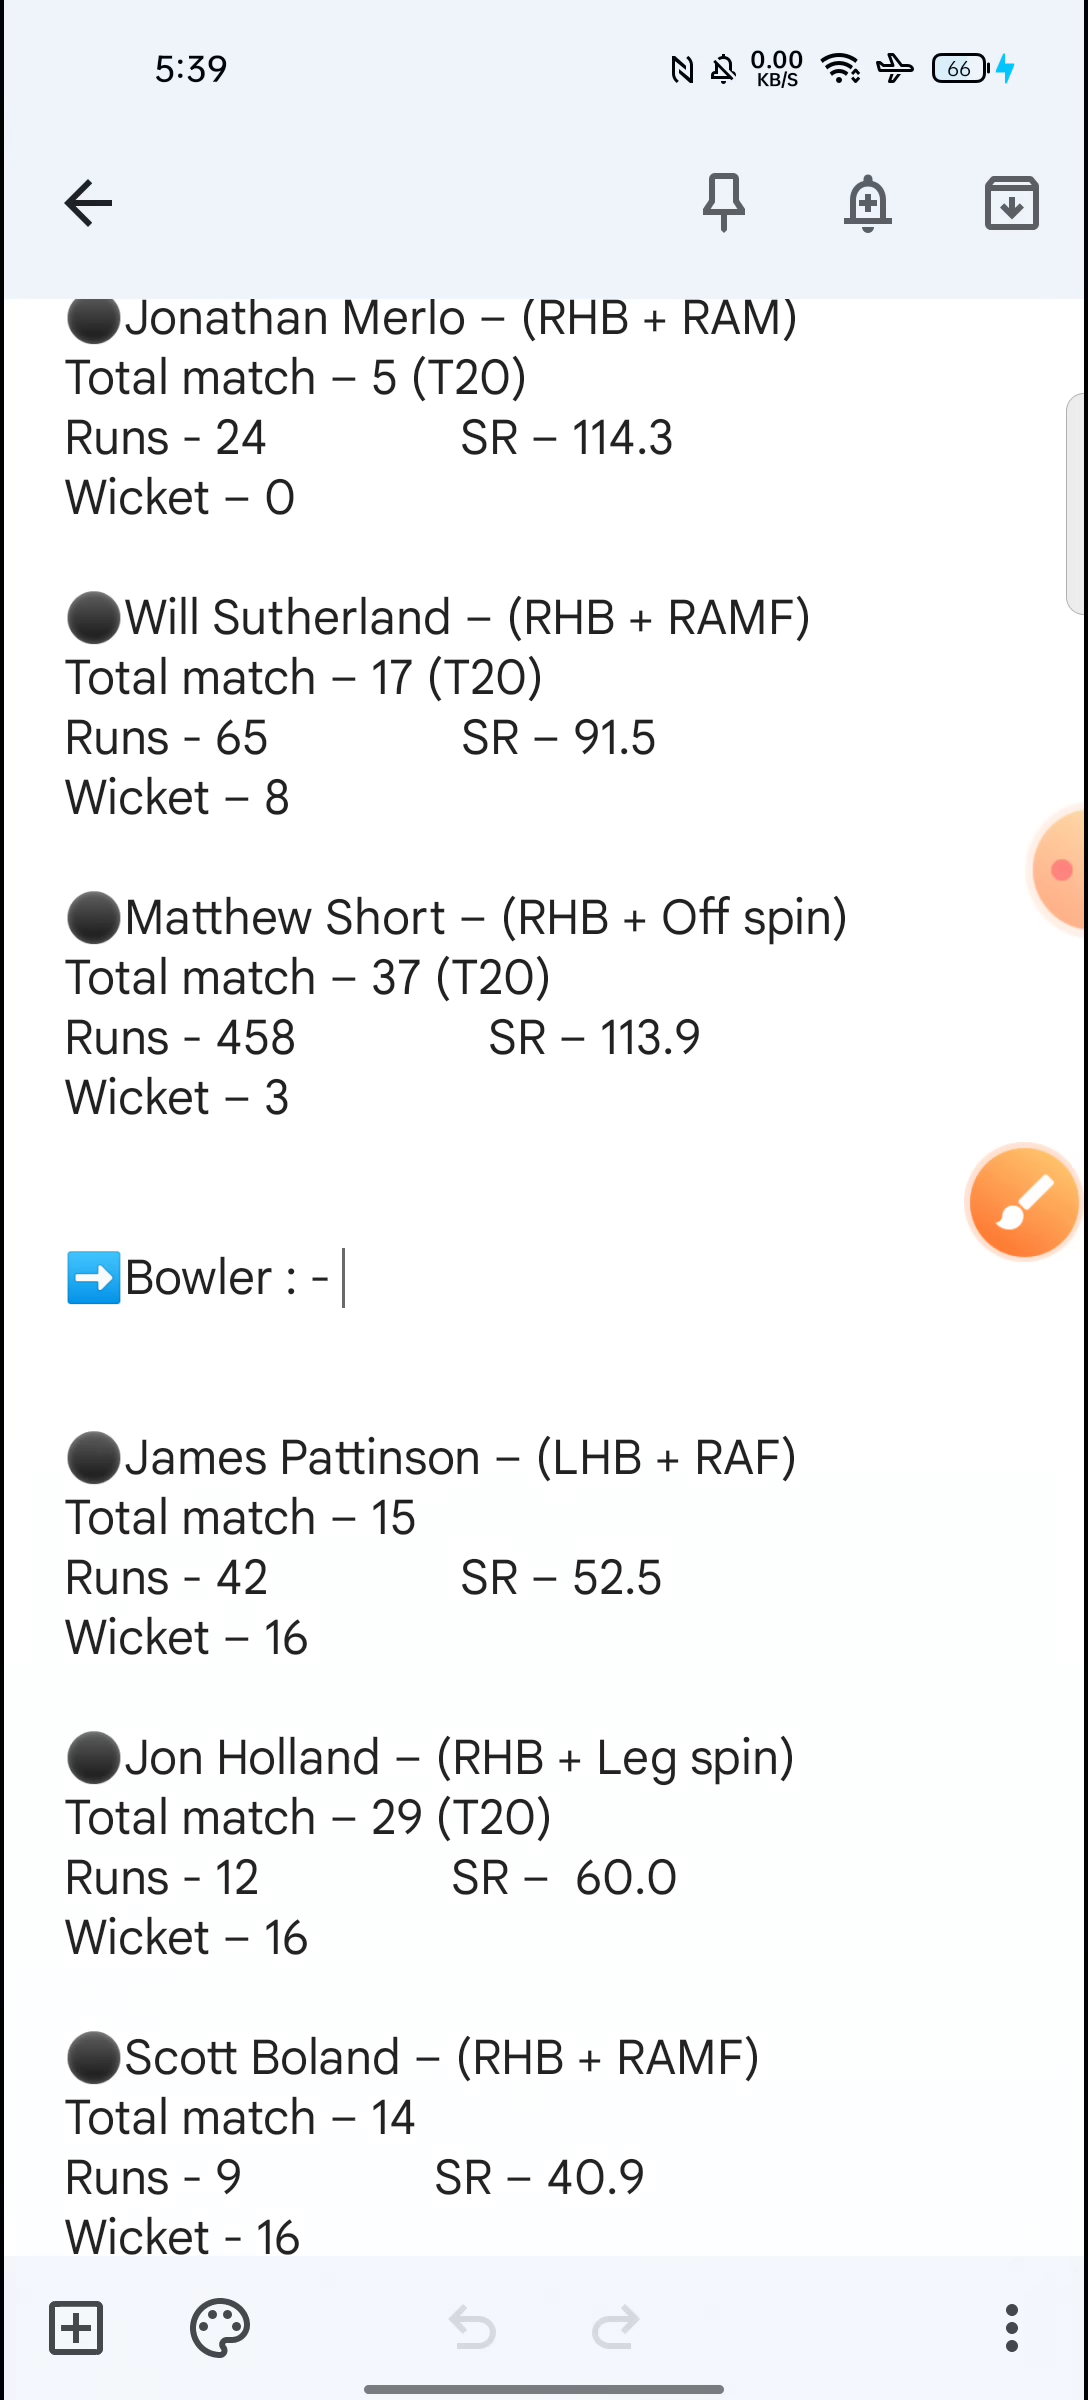 5:39
0.00
KB/S
66
⚫Jonathan Merlo – (RHB + RAM)
Total match – 5 (T20)
Runs - 24 SR – 114.3
Wicket – 0
⚫Will Sutherland – (RHB + RAMF)
Total match – 17 (T20)
Runs - 65 SR – 91.5
Wicket – 8
⚫Matthew Short – (RHB + Off spin)
Total match – 37 (T20)
Runs - 458 SR – 113.9
Wicket – 3
➡️Bowler : -
⚫James Pattinson – (LHB + RAF)
Total match – 15
Runs - 42 SR – 52.5
Wicket – 16
⚫Jon Holland – (RHB + Leg spin)
Total match – 29 (T20)
Runs - 12 SR – 60.0
Wicket – 16
⚫Scott Boland – (RHB + RAMF)
Total match – 14
Runs - 9 SR – 40.9
Wicket - 16